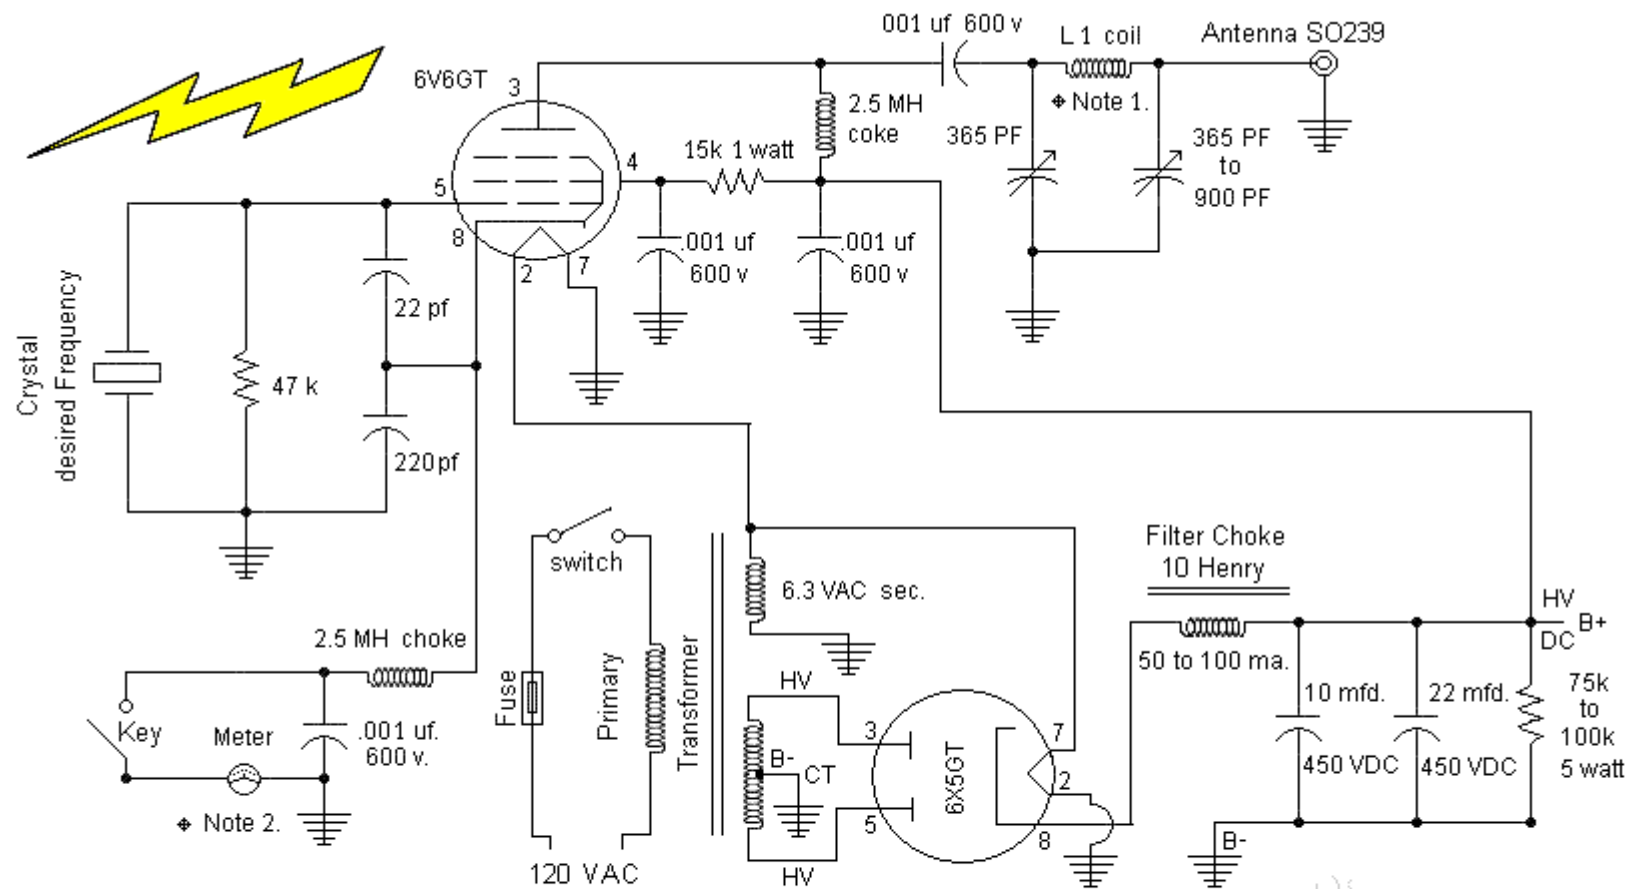 001 uf 600 v
L 1 coil
Antenna SO239
6V6GT
3
2.5 MH
coke
◈ Note 1.
365 PF
365 PF
to
900 PF
15k 1 watt
4
5
8
2
7
.001 uf
600 v
.001 uf
600 v
22 pf
Crystal
desired Frequency
47 k
220pf
switch
Filter Choke
10 Henry
6.3 VAC sec.
HV
B+
DC
2.5 MH choke
50 to 100 ma.
Fuse
Primary
Transformer
HV
10 mfd.
22 mfd.
75k
to
100k
5 watt
Key
Meter
.001 uf.
600 v.
3
7
B-
CT
6X5GT
2
450 VDC
450 VDC
◈ Note 2.
5
8
B-
120 VAC
HV